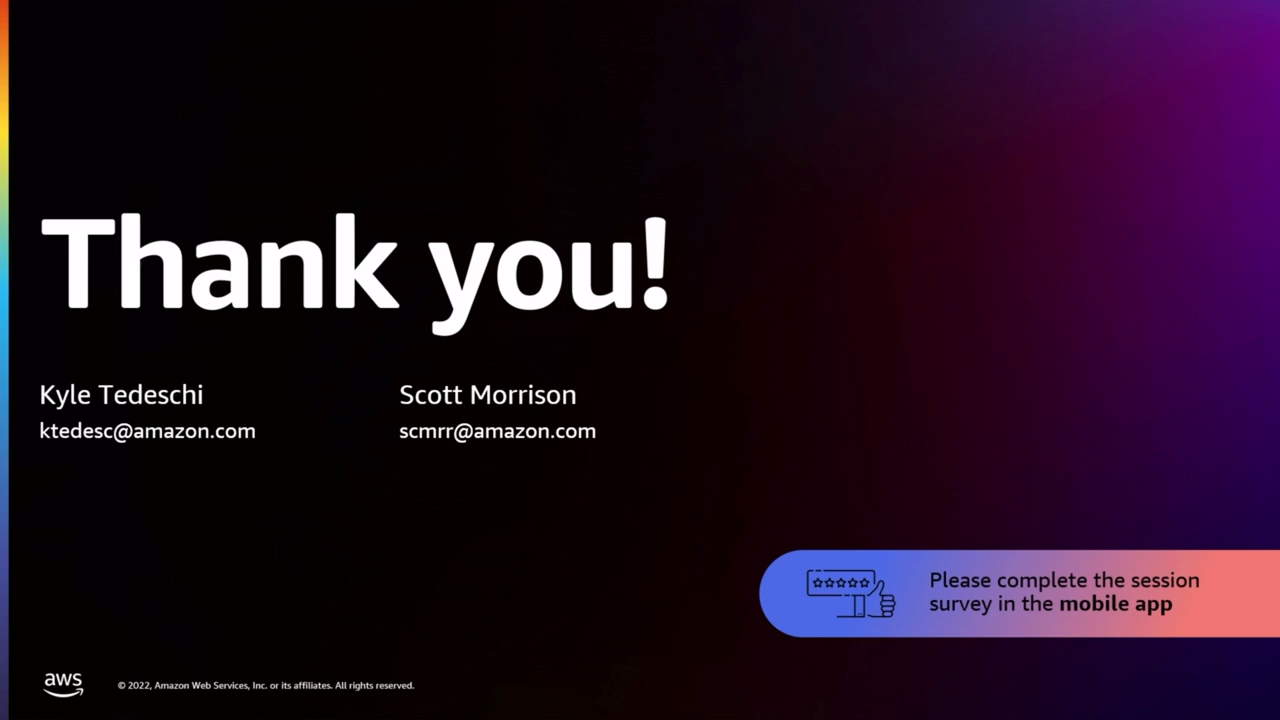 Thank you!
Kyle Tedeschi
ktedesc@amazon.com
Scott Morrison
scmrr@amazon.com
Please complete the session
survey in the mobile app
aws
© 2022, Amazon Web Services, Inc. or its affiliates. All rights reserved.